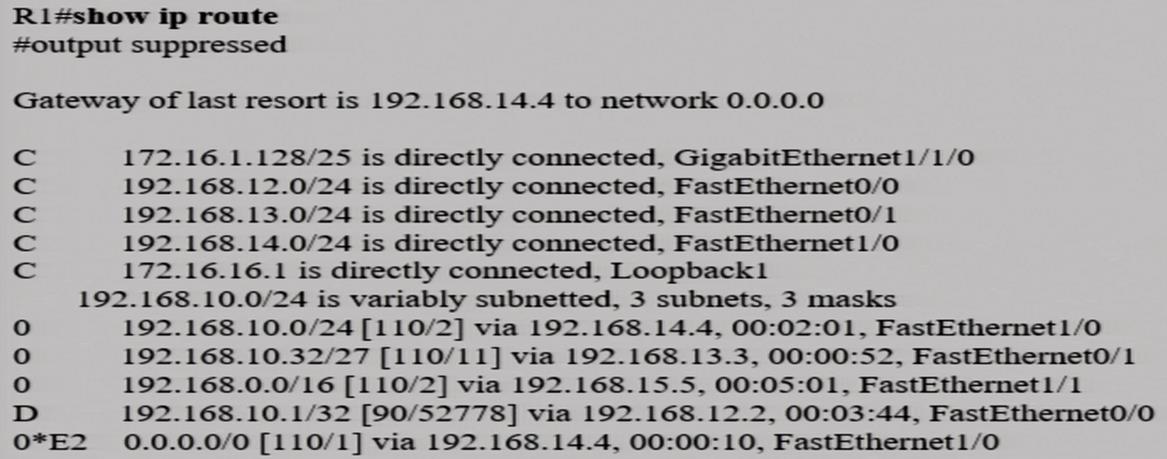 R1#show ip route
#output suppressed
Gateway of last resort is 192.168.14.4 to network 0.0.0.0
C 172.16.1.128/25 is directly connected, GigabitEthernet1/1/0
C 192.168.12.0/24 is directly connected, FastEthernet0/0
C 192.168.13.0/24 is directly connected, FastEthernet0/1
C 192.168.14.0/24 is directly connected, FastEthernet1/0
C 172.16.16.1 is directly connected, Loopback1
192.168.10.0/24 is variably subnetted, 3 subnets, 3 masks
0 192.168.10.0/24 [110/2] via 192.168.14.4, 00:02:01, FastEthernet1/0
0 192.168.10.32/27 [110/11] via 192.168.13.3, 00:00:52, FastEthernet0/1
0 192.168.0.0/16 [110/2] via 192.168.15.5, 00:05:01, FastEthernet1/1
D 192.168.10.1/32 [90/52778] via 192.168.12.2, 00:03:44, FastEthernet0/0
0*E2 0.0.0.0/0 [110/1] via 192.168.14.4, 00:00:10, FastEthernet1/0